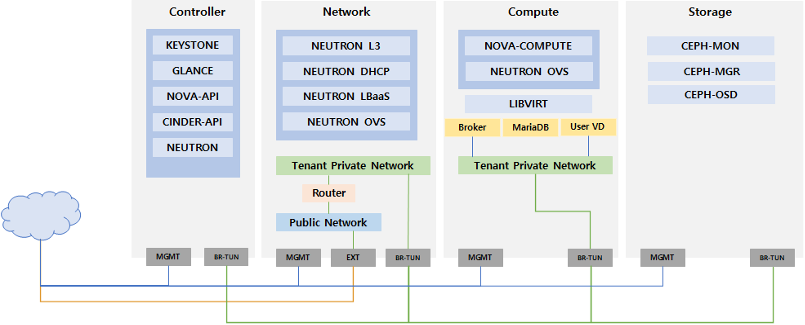 Controller
KEYSTONE
GLANCE
NOVA-API
CINDER-API
NEUTRON
MGMT
BR-TUN
Network
NEUTRON L3
NEUTRON DHCP
NEUTRON LBaaS
NEUTRON OVS
Tenant Private Network
Router
Public Network
MGMT
EXT
BR-TUN
Compute
NOVA-COMPUTE
NEUTRON OVS
LIBVIRT
Broker
MariaDB
User VD
Tenant Private Network
MGMT
BR-TUN
Storage
CEPH-MON
CEPH-MGR
CEPH-OSD
MGMT
BR-TUN